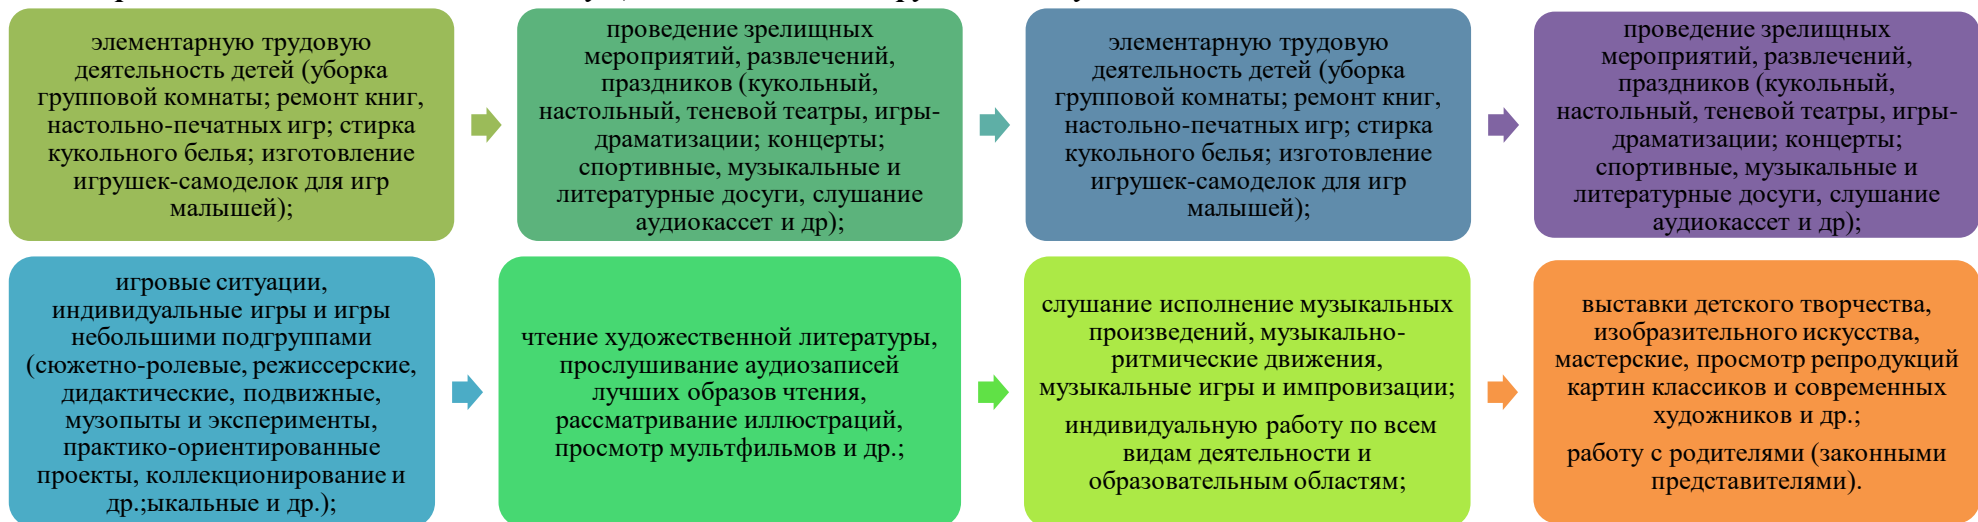 элементарную трудовую
деятельность детей (уборка
групповой комнаты; ремонт книг,
настольно-печатных игр; стирка
кукольного белья; изготовление
игрушек-самоделок для игр
малышей);
проведение зрелищных
мероприятий, развлечений,
праздников (кукольный,
настольный, теневой театры, игры-
драматизации; концерты;
спортивные, музыкальные и
литературные досуги, слушание
аудиокассет и др);
элементарную трудовую
деятельность детей (уборка
групповой комнаты; ремонт книг,
настольно-печатных игр; стирка
кукольного белья; изготовление
игрушек-самоделок для игр
малышей);
проведение зрелищных
мероприятий, развлечений,
праздников (кукольный,
настольный, теневой театры, игры-
драматизации; концерты;
спортивные, музыкальные и
литературные досуги, слушание
аудиокассет и др);
игровые ситуации,
индивидуальные игры и игры
небольшими подгруппами
(сюжетно-ролевые, режиссерские,
дидактические, подвижные,
музопыты и эксперименты,
практико-ориентированные
проекты, коллекционирование и
др.;ыкальные и др.);
чтение художественной литературы,
прослушивание аудиозаписей
лучших образов чтения,
рассматривание иллюстраций,
просмотр мультфильмов и др.;
слушание исполнение музыкальных
произведений, музыкально-
ритмические движения,
музыкальные игры и импровизации;
индивидуальную работу по всем
видам деятельности и
образовательным областям;
выставки детского творчества,
изобразительного искусства,
мастерские, просмотр репродукций
картин классиков и современных
художников и др.;
работу с родителями (законными
представителями).